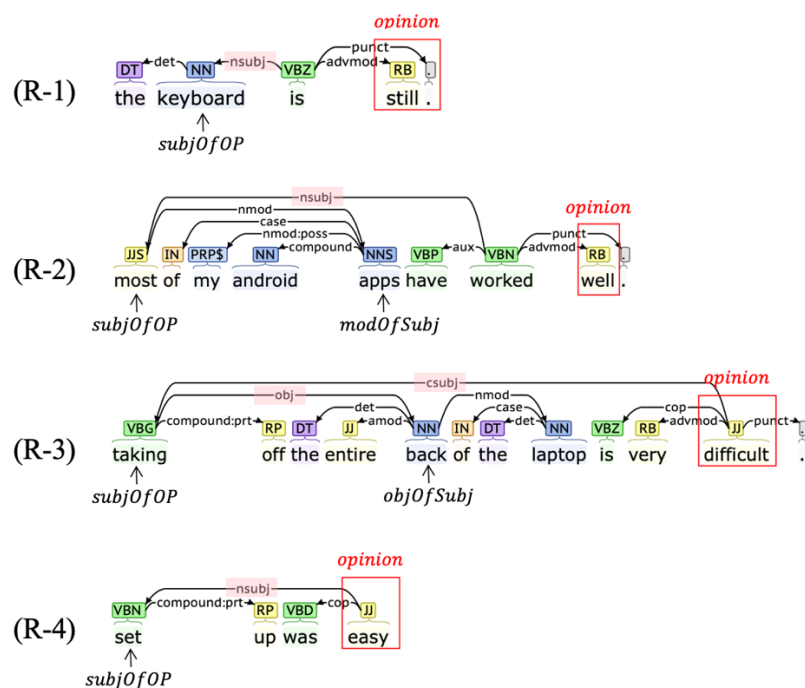 opinion
punct
det nsubj advmod
DT NN VBZ RB .
(R-1) the keyboard is still .
subjOfOP
nsubj
nmod
opinion
case
nmod:poss punct
compound aux advmod
JJS IN PRP$ NN NNS VBP VBN RB .
(R-2) most of my android apps have worked well .
subjOfOP modOfSubj
csubj
opinion
obj nmod
det case cop
compound:prt amod det advmod punct
VBG RP DT JJ NN IN DT NN VBZ RB JJ .
(R-3) taking off the entire back of the laptop is very difficult .
subjOfOP objOfSubj
opinion
nsubj
compound:prt cop
VBN RP VBD JJ
(R-4) set up was easy
subjOfOP